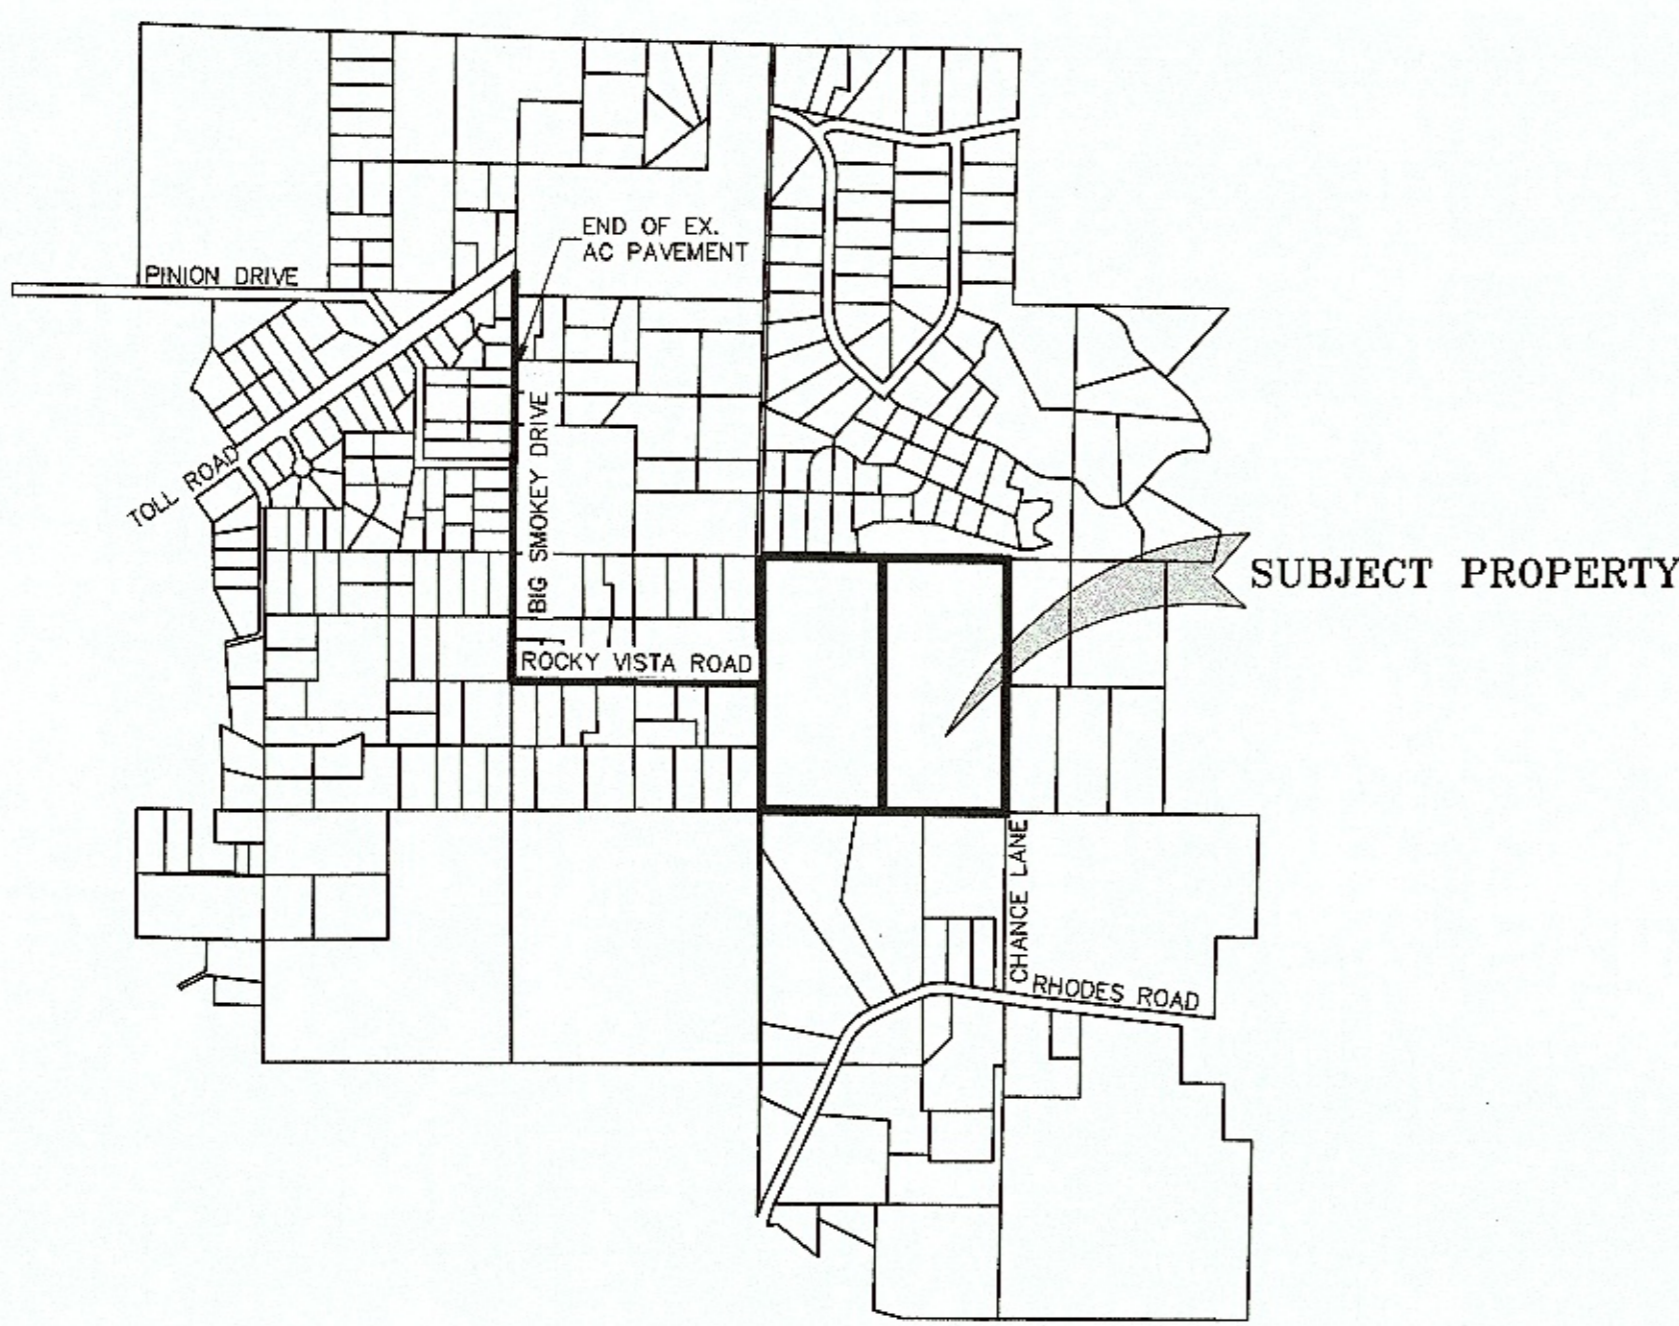 END OF EX.
AC PAVEMENT
PINION DRIVE
TOLL ROAD
BIG SMOKEY DRIVE
SUBJECT PROPERTY
ROCKY VISTA ROAD
CHANCE LANE
RHODES ROAD